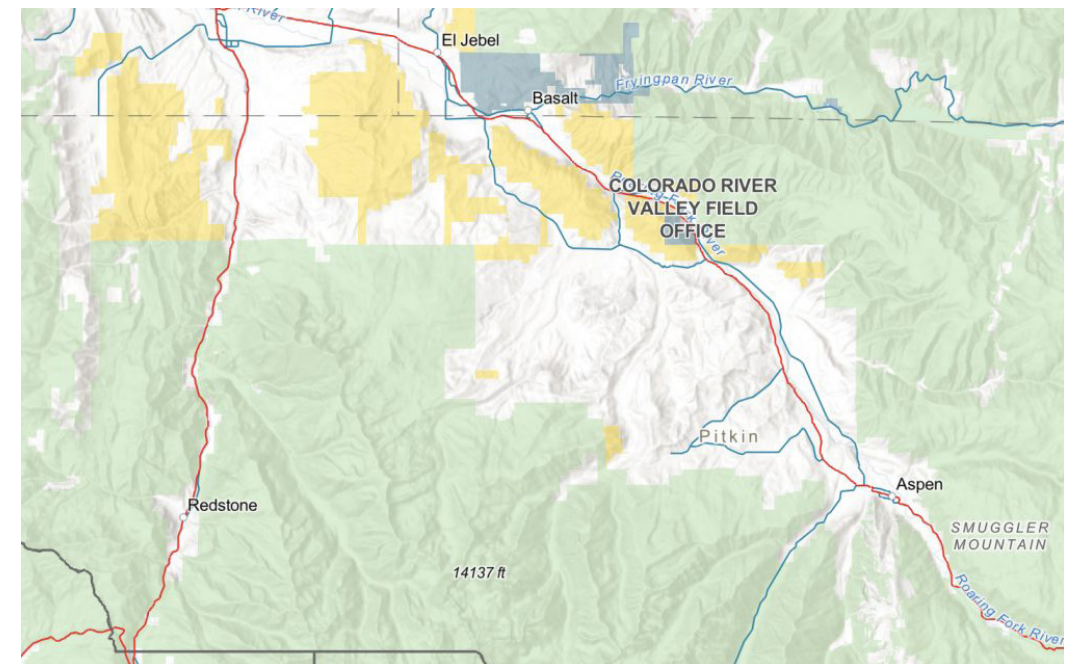 River
El Jebel
Fryingpan River
Basalt
COLORADO RIVER
VALLEY FIELD
OFFICE
River
Pitkin
Aspen
Redstone
SMUGGLER
MOUNTAIN
14137 ft
Roaring Fork River